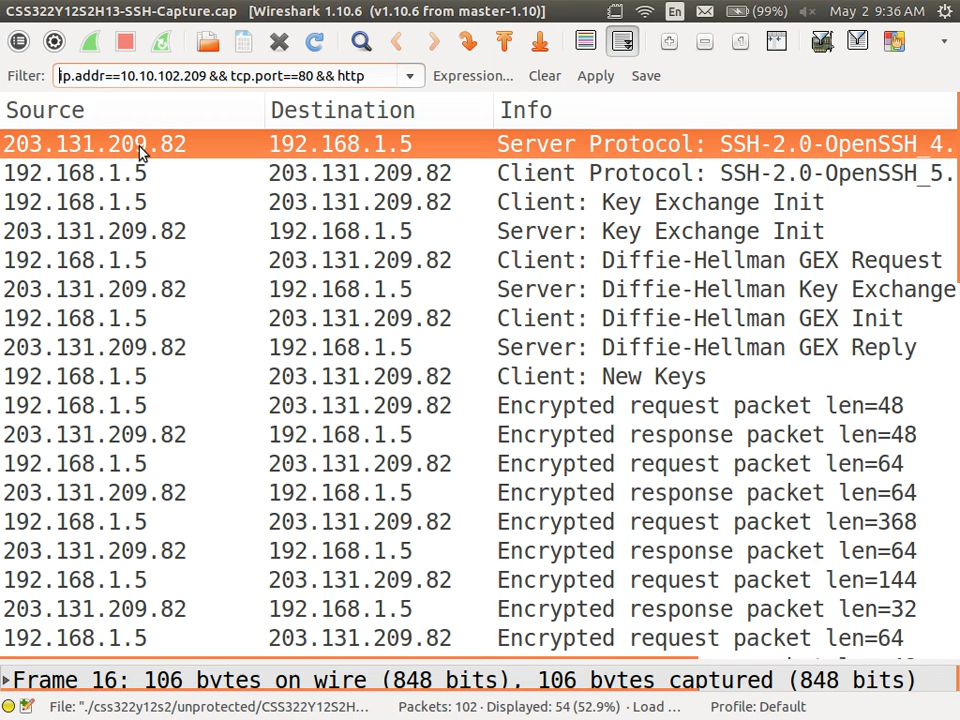 CSS322Y12S2H13-SSH-Capture.cap [Wireshark 1.10.6 (v1.10.6 from master-1.10)] En (99%) May 2 9:36 AM
Filter: ip.addr==10.10.102.209 && tcp.port==80 && http Expression... Clear Apply Save
Source Destination Info
203.131.209.82 192.168.1.5 Server Protocol: SSH-2.0-OpenSSH_4.
192.168.1.5 203.131.209.82 Client Protocol: SSH-2.0-OpenSSH_5.
192.168.1.5 203.131.209.82 Client: Key Exchange Init
203.131.209.82 192.168.1.5 Server: Key Exchange Init
192.168.1.5 203.131.209.82 Client: Diffie-Hellman GEX Request
203.131.209.82 192.168.1.5 Server: Diffie-Hellman Key Exchange
192.168.1.5 203.131.209.82 Client: Diffie-Hellman GEX Init
203.131.209.82 192.168.1.5 Server: Diffie-Hellman GEX Reply
192.168.1.5 203.131.209.82 Client: New Keys
192.168.1.5 203.131.209.82 Encrypted request packet len=48
203.131.209.82 192.168.1.5 Encrypted response packet len=48
192.168.1.5 203.131.209.82 Encrypted request packet len=64
203.131.209.82 192.168.1.5 Encrypted response packet len=64
192.168.1.5 203.131.209.82 Encrypted request packet len=368
203.131.209.82 192.168.1.5 Encrypted response packet len=64
192.168.1.5 203.131.209.82 Encrypted request packet len=144
203.131.209.82 192.168.1.5 Encrypted response packet len=32
192.168.1.5 203.131.209.82 Encrypted request packet len=64
Frame 16: 106 bytes on wire (848 bits), 106 bytes captured (848 bits)
File: "./css322y12s2/unprotected/CSS322Y12S2H... Packets: 102 · Displayed: 54 (52.9%) · Load ... Profile: Default